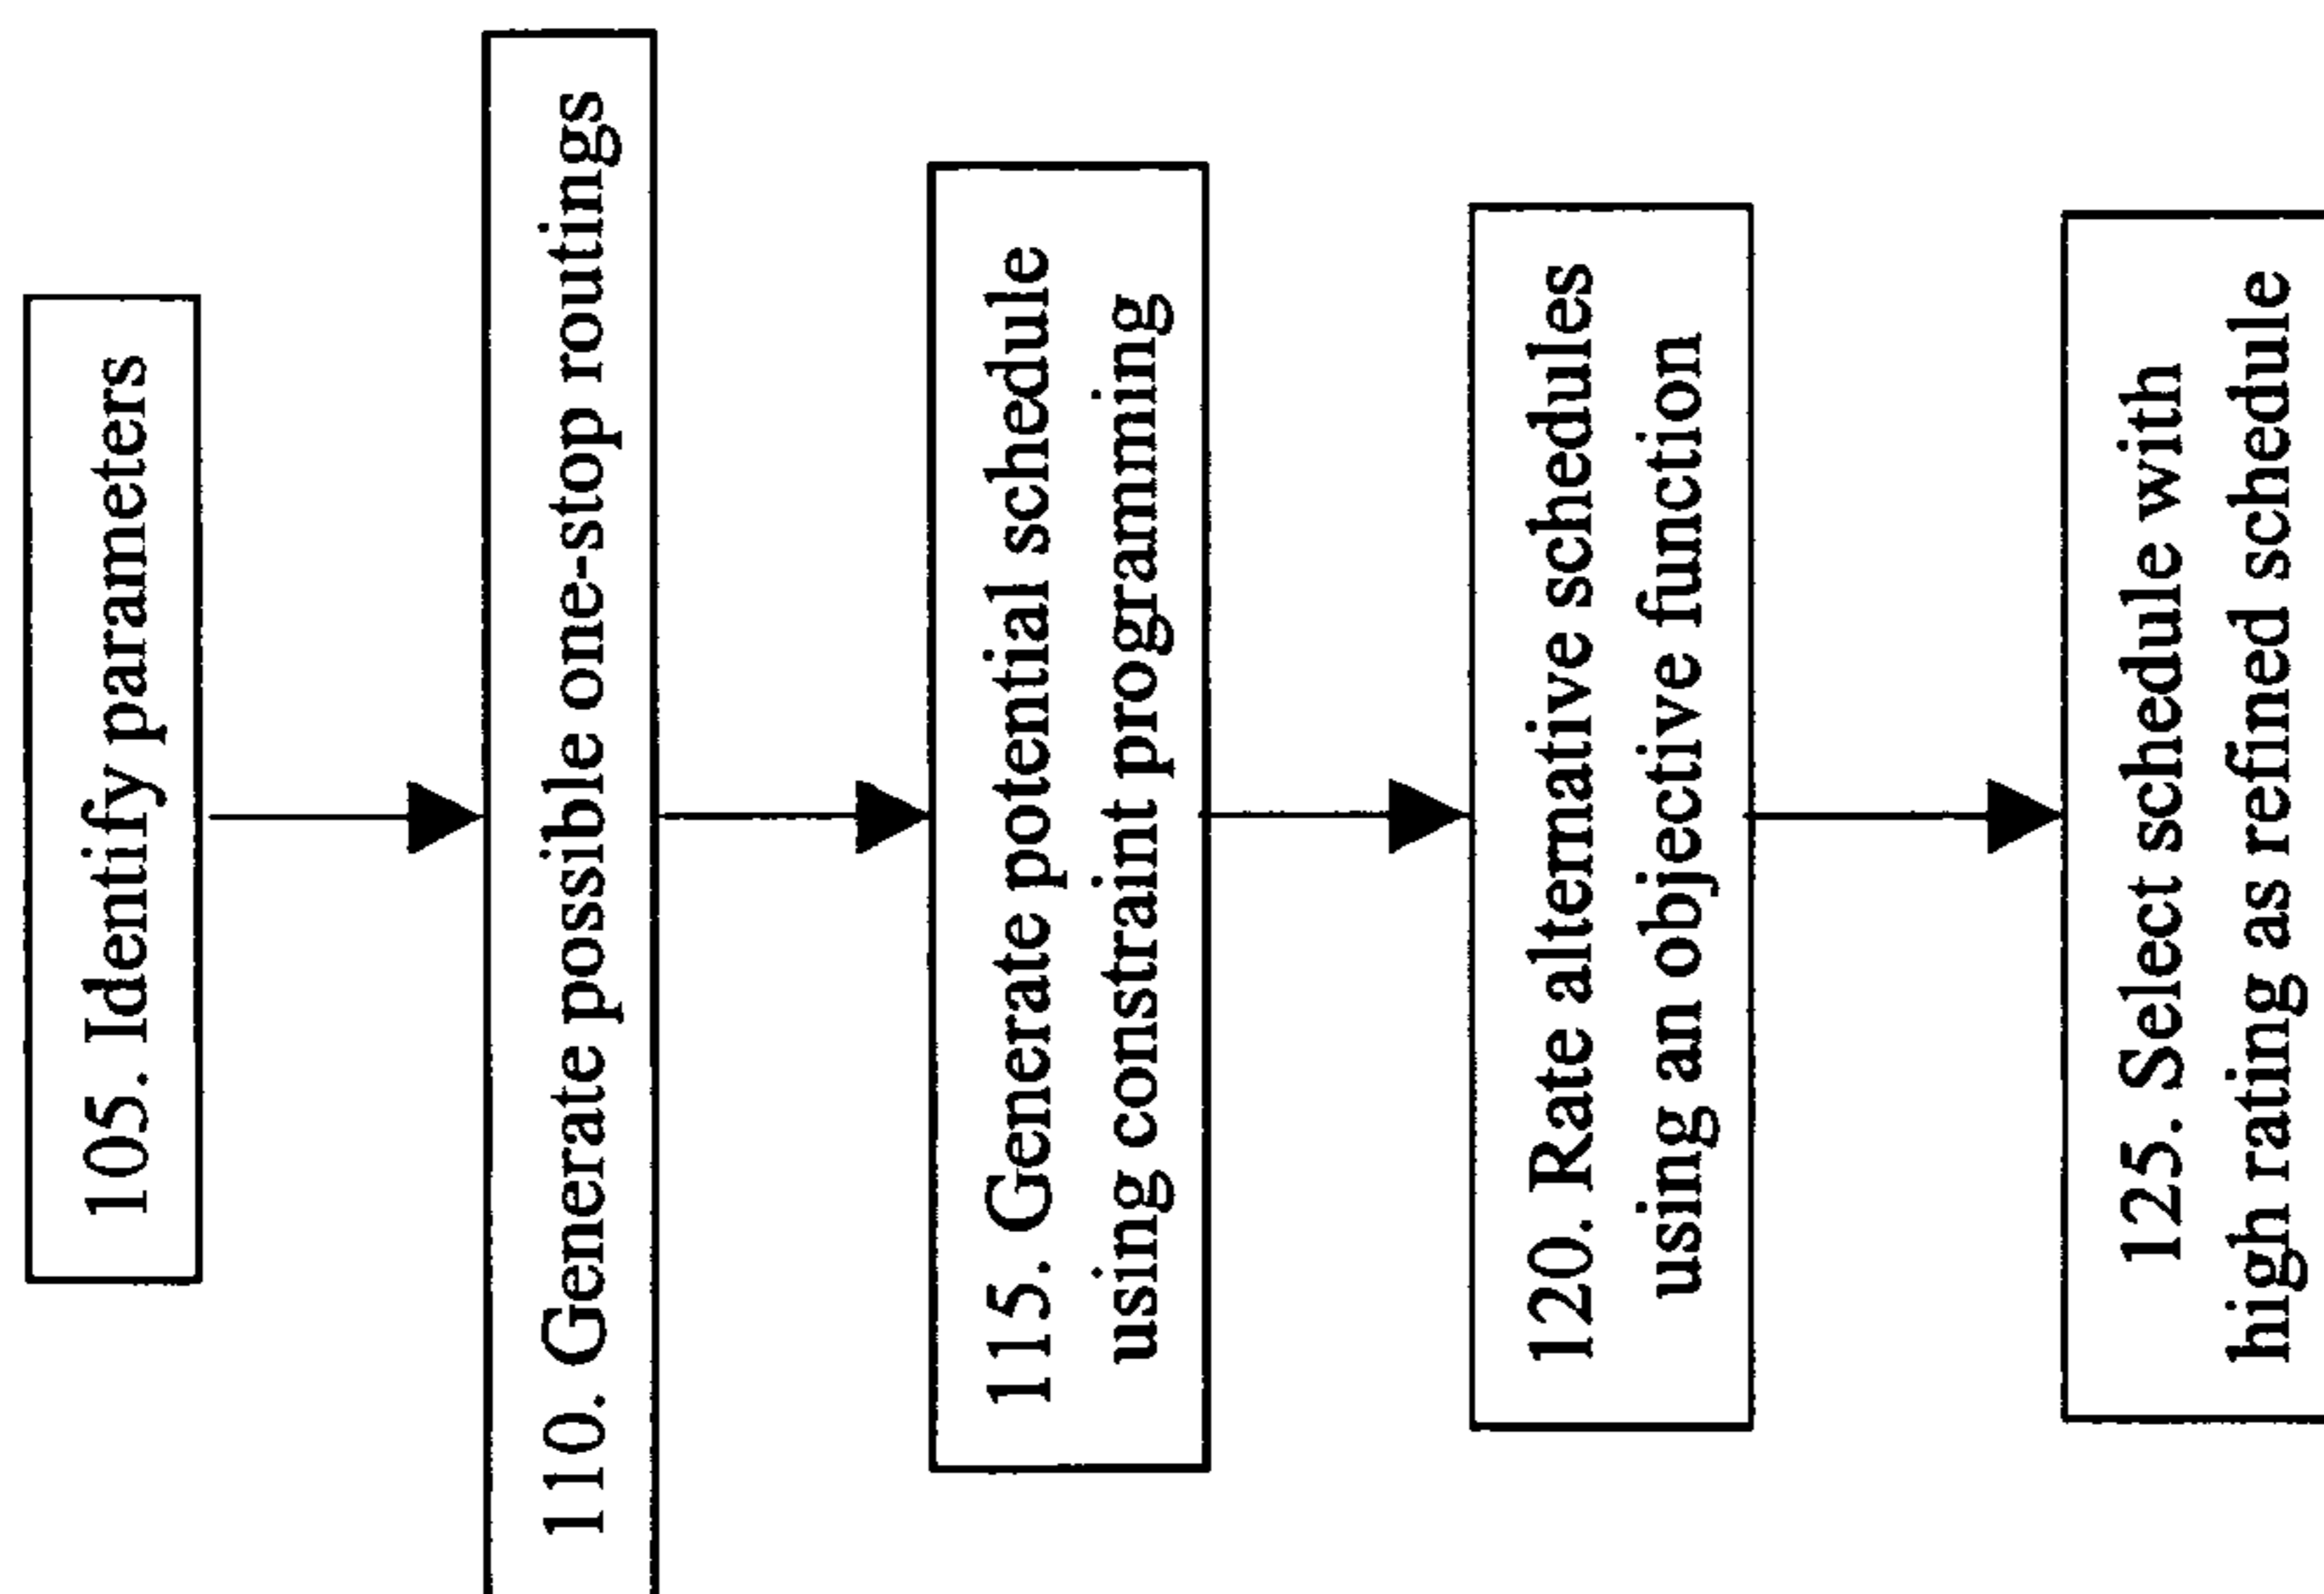 105. Identify parameters
110. Generate possible one-stop routings
115. Generate potential schedule
using constraint programming
120. Rate alternative schedules
using an objective function
125. Select schedule with
high rating as refined schedule